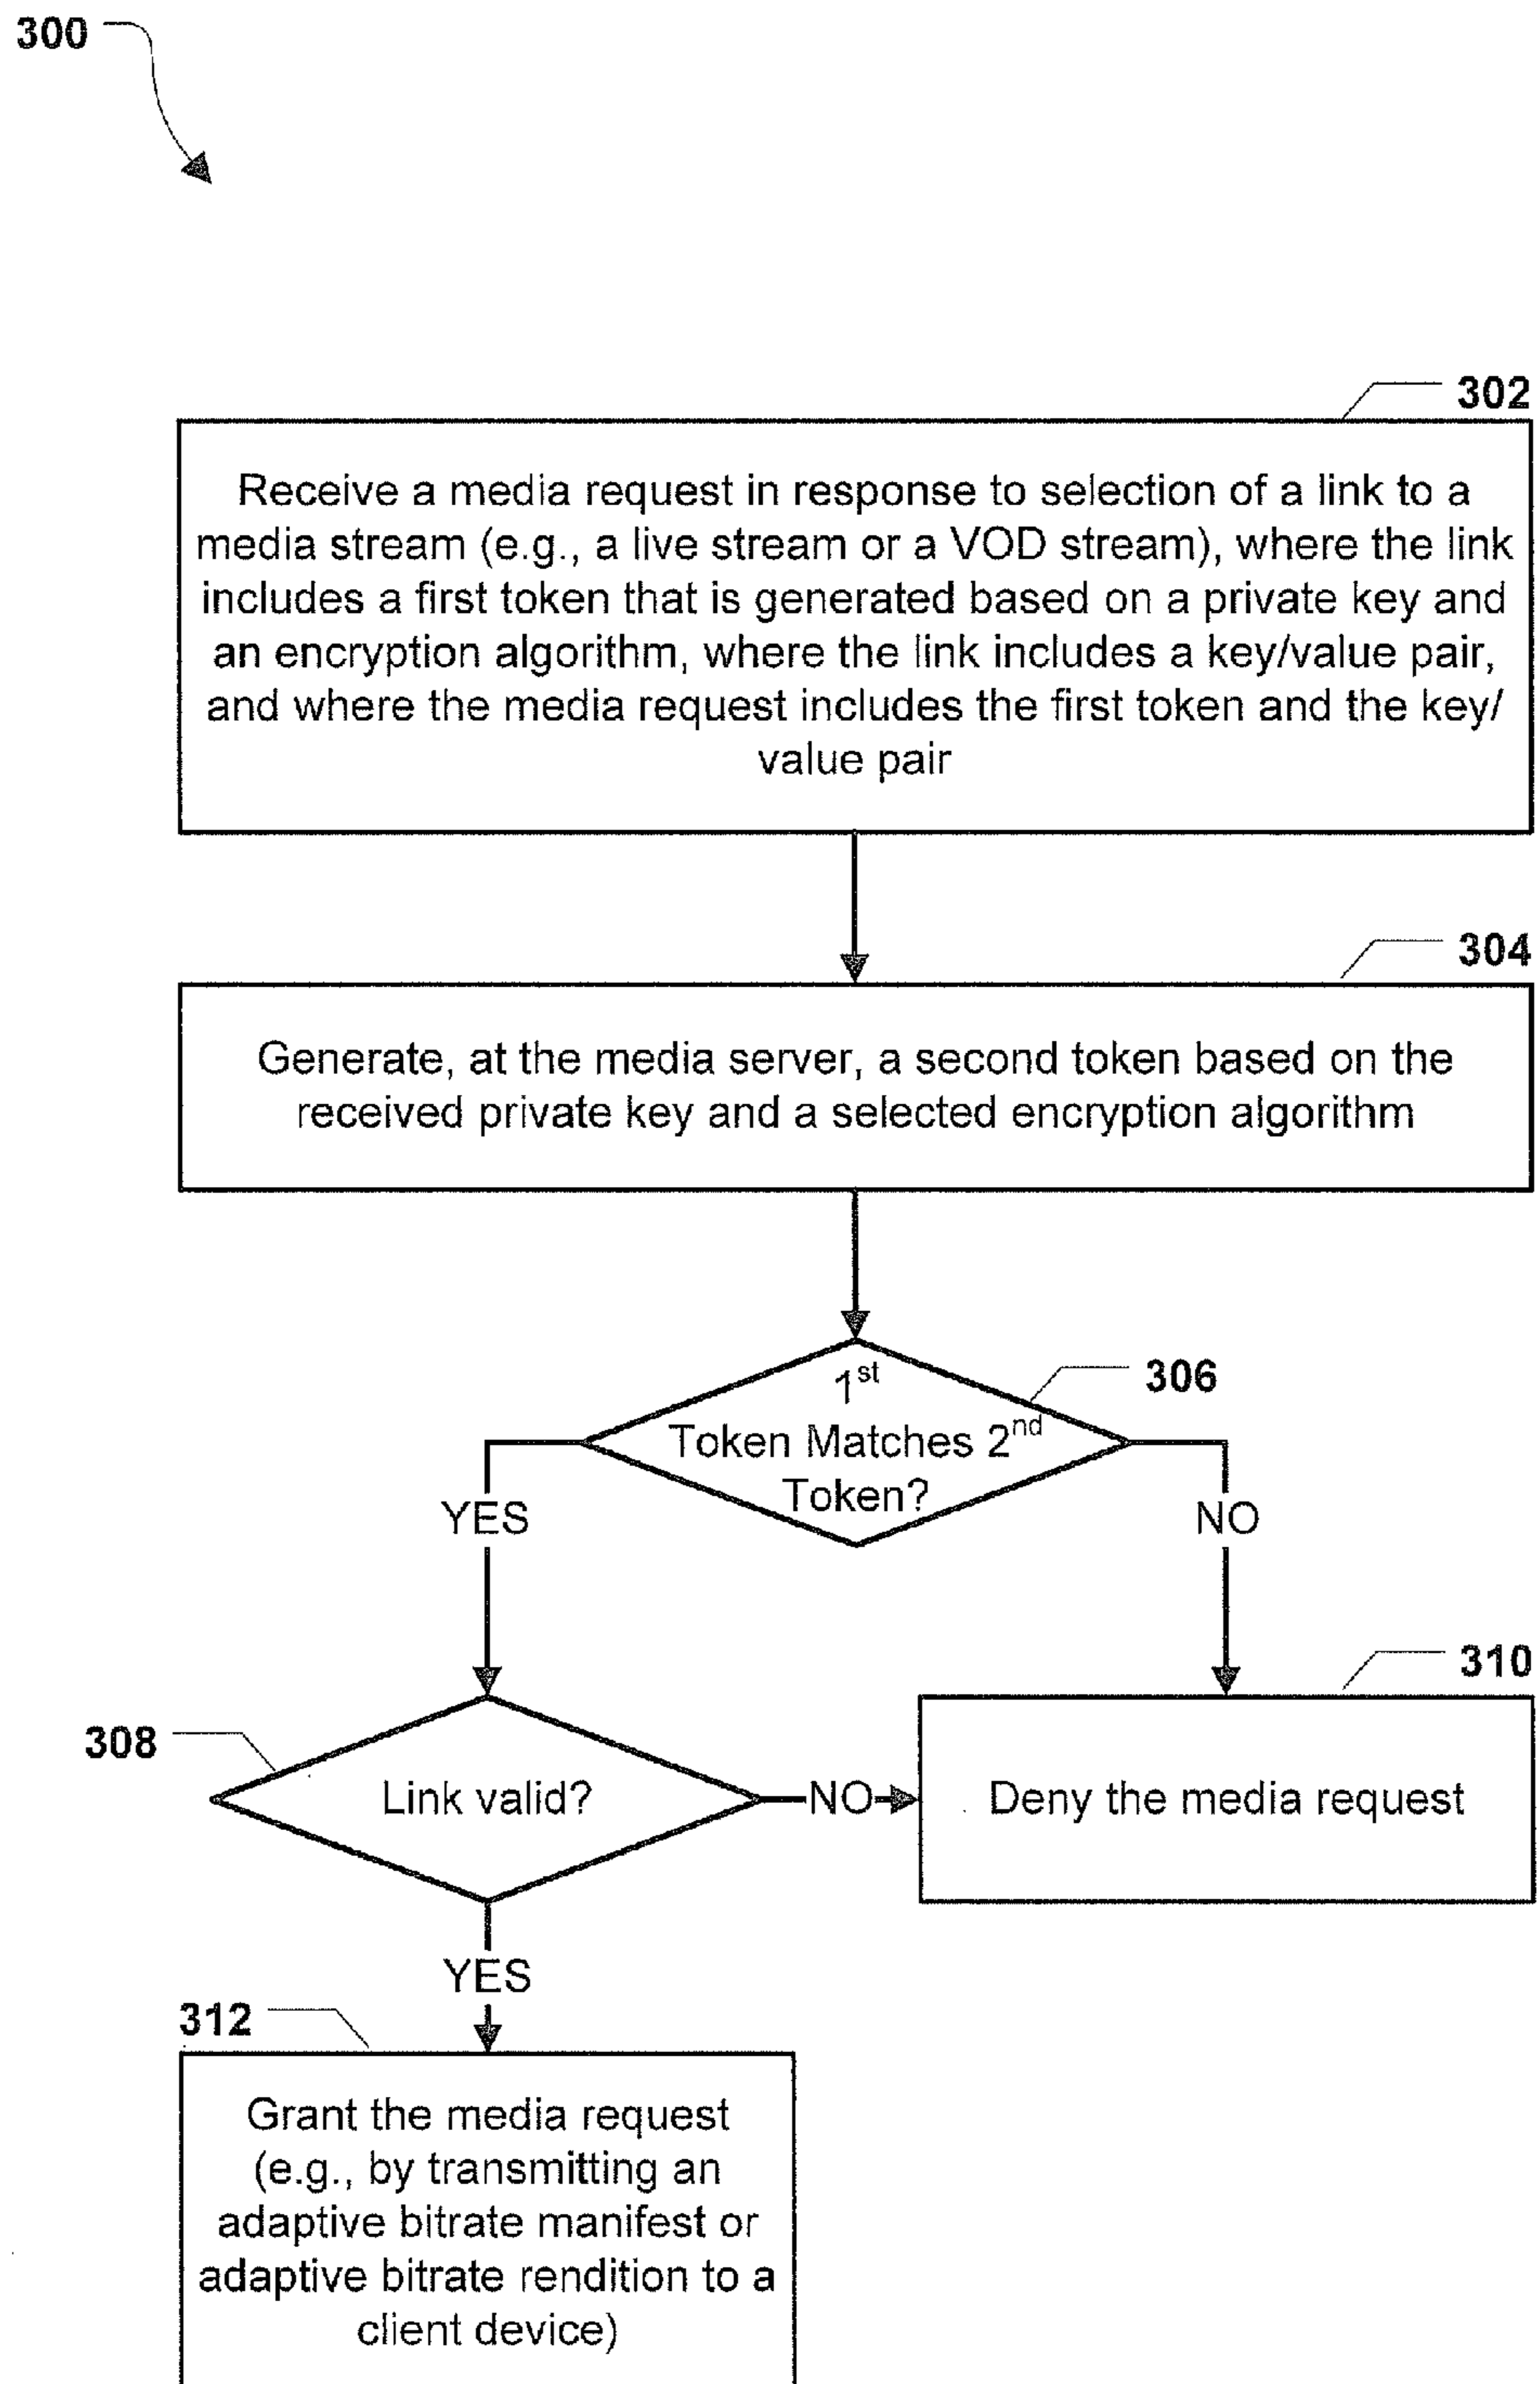 300
302
Receive a media request in response to selection of a link to a
media stream (e.g., a live stream or a VOD stream), where the link
includes a first token that is generated based on a private key and
an encryption algorithm, where the link includes a key/value pair,
and where the media request includes the first token and the key/
value pair
304
Generate, at the media server, a second token based on the
received private key and a selected encryption algorithm
306
1st
Token Matches 2nd
Token?
YES
NO
308
Link valid?
NO
310
Deny the media request
YES
312
Grant the media request
(e.g., by transmitting an
adaptive bitrate manifest or
adaptive bitrate rendition to a
client device)